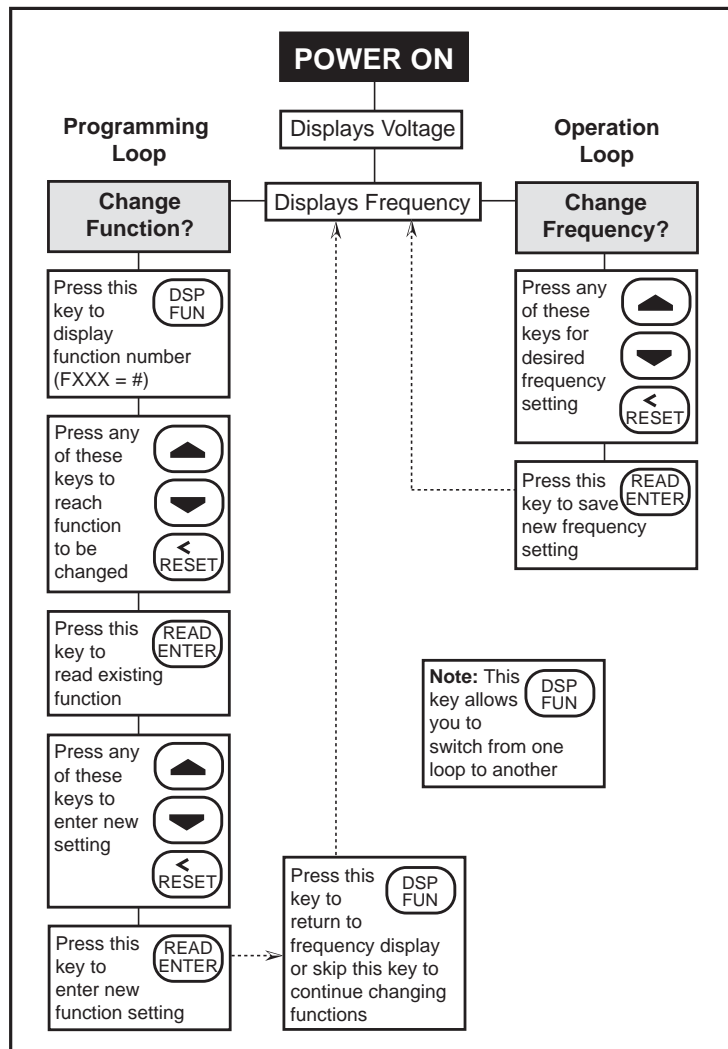 POWER ON
Displays Voltage
Displays Frequency
Programming
Loop
Change
Function?
Press this
key to
display
function number
(FXXX = #)
DSP
FUN
Press any
of these
keys to
reach
function
to be
changed
<
RESET
Press this
key to
read existing
function
READ
ENTER
Press any
of these
keys to
enter new
setting
<
RESET
Press this
key to
enter new
function setting
READ
ENTER
Press this
key to
return to
frequency display
or skip this key to
continue changing
functions
DSP
FUN
Operation
Loop
Change
Frequency?
Press any
of these
keys for
desired
frequency
setting
<
RESET
Press this
key to save
new frequency
setting
READ
ENTER
Note: This
key allows
you to
switch from one
loop to another
DSP
FUN